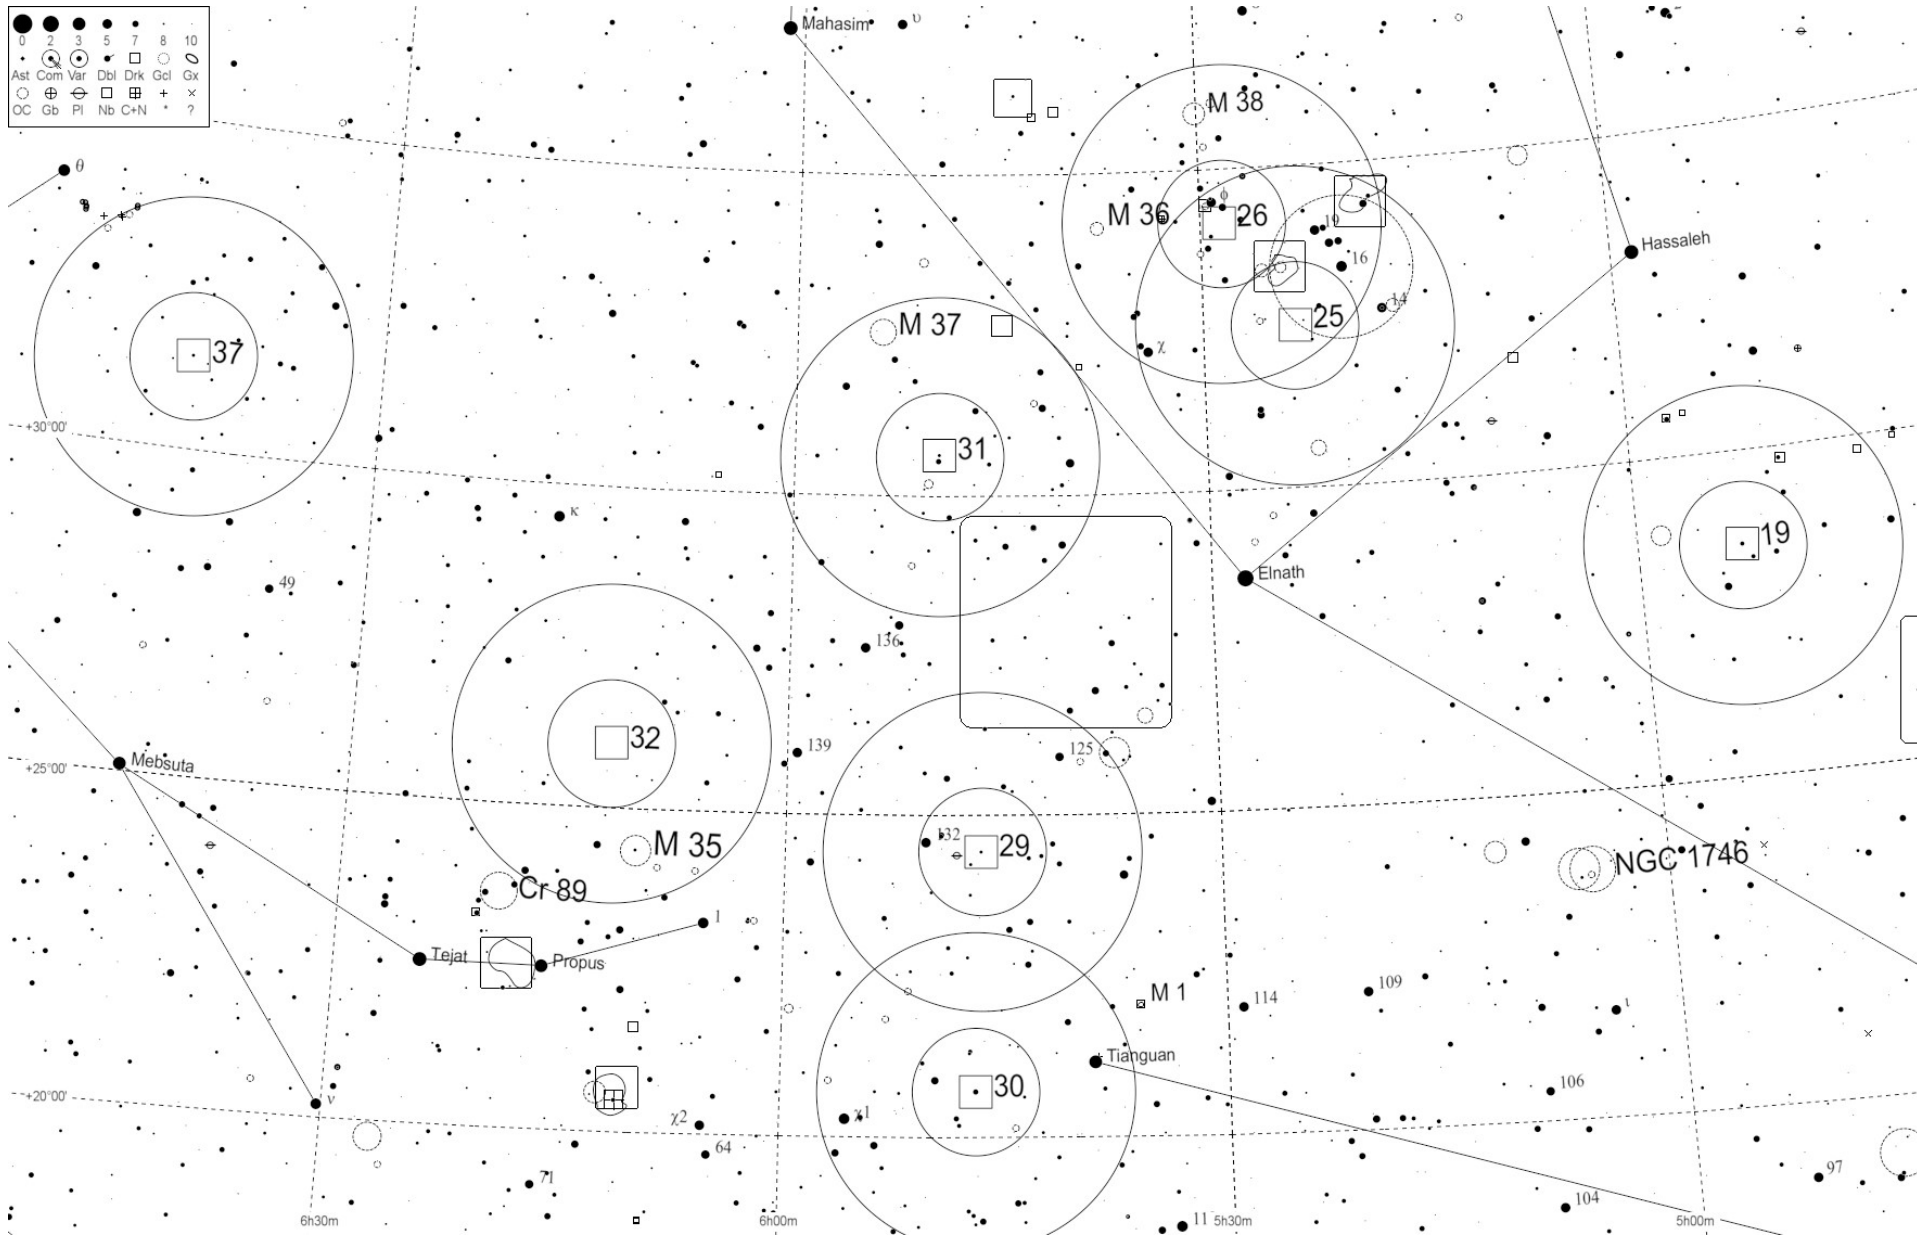 0 2 3 5 7 8 10
Ast Com Var Dbl Drk Gcl Gx
OC Gb Pl Nb C+N * ?
Mahasim
υ
M 38
θ
M 36
ϕ
26
19
16
14
Hassaleh
M 37
25
χ
37
+30°00'
31
κ
19
Elnath
49
136
32
139
125
Mebsuta
+25°00'
M 35
132
29
NGC 1746
Cr 89
1
Tejat
Propus
M 1
114
109
ι
Tianguan
30
106
+20°00'
ν
χ2
χ1
64
71
97
104
11
6h30m
6h00m
5h30m
5h00m